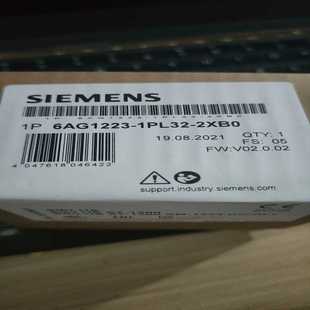 SIEMENS
1P 6AG1223-1PL32-2XB0
19.08.2021
QTY: 1
FS: 05
FW:V02.0.02
4 047618 046422
support.industry.siemens.com